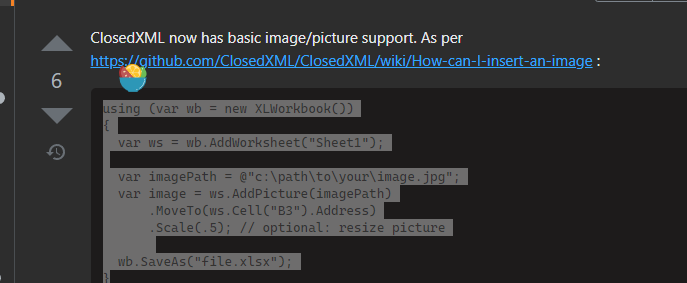 ClosedXML now has basic image/picture support. As per
https://github.com/ClosedXML/ClosedXML/wiki/How-can-I-insert-an-image :
6
using (var wb = new XLWorkbook())
{
  var ws = wb.AddWorksheet("Sheet1");
  var imagePath = @"c:\path\to\your\image.jpg";
  var image = ws.AddPicture(imagePath)
      .MoveTo(ws.Cell("B3").Address)
      .Scale(.5); // optional: resize picture
  wb.SaveAs("file.xlsx");
}